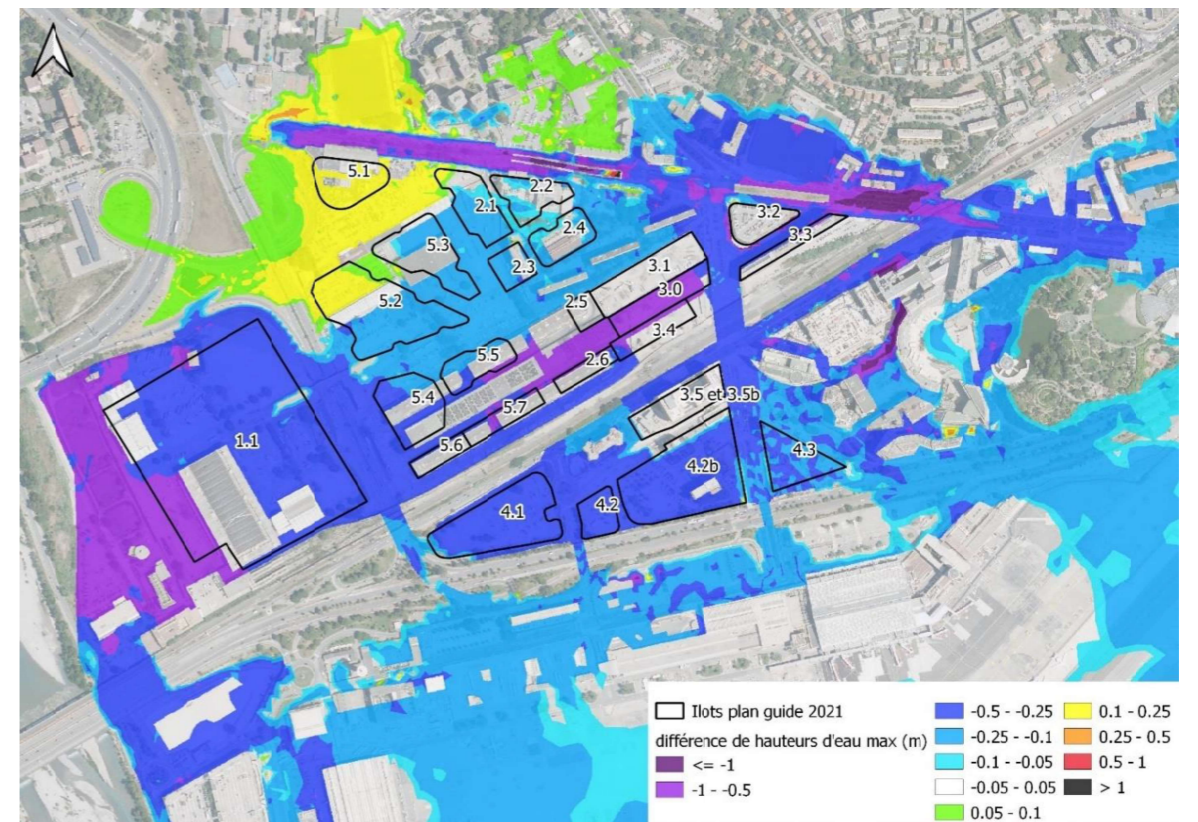 5.1
2.2
2.1
2.4
5.3
2.3
3.2
3.3
3.1
3.0
5.2
2.5
3.4
5.5
2.6
5.4
5.7
3.5 et 3.5b
5.6
1.1
4.3
4.2b
4.1
4.2
Ilots plan guide 2021
différence de hauteurs d'eau max (m)
<= -1
-1 - -0.5
-0.5 - -0.25
-0.25 - -0.1
-0.1 - -0.05
-0.05 - 0.05
0.05 - 0.1
0.1 - 0.25
0.25 - 0.5
0.5 - 1
> 1